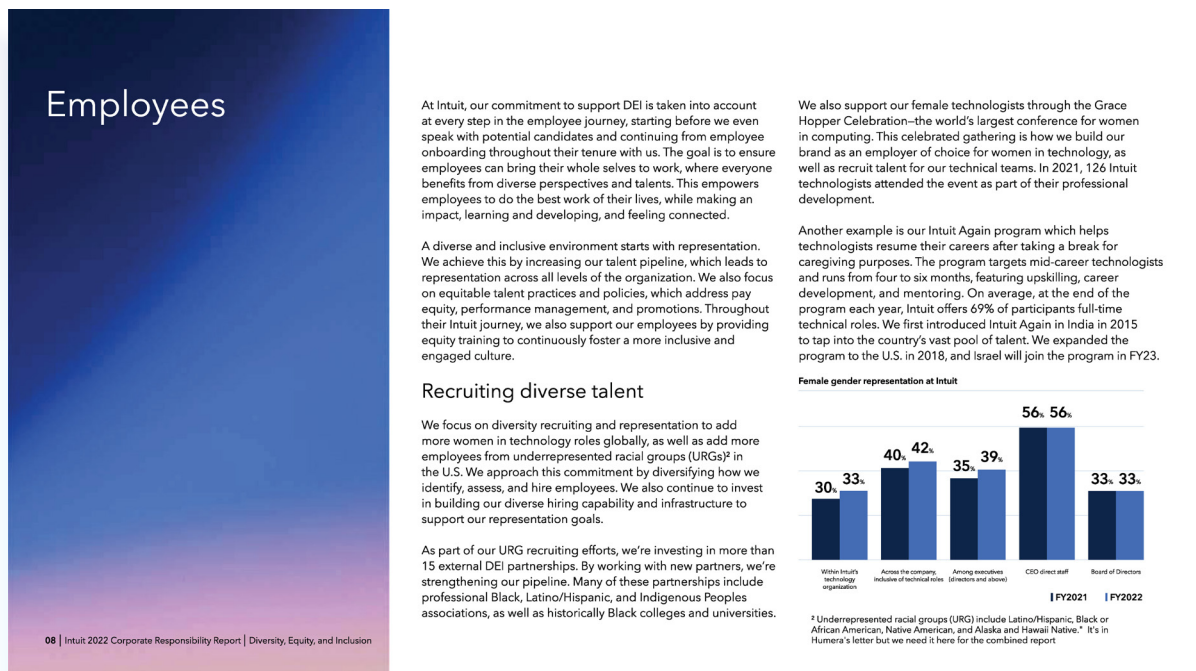 Employees
At Intuit, our commitment to support DEI is taken into account
at every step in the employee journey, starting before we even
speak with potential candidates and continuing from employee
onboarding throughout their tenure with us. The goal is to ensure
employees can bring their whole selves to work, where everyone
benefits from diverse perspectives and talents. This empowers
employees to do the best work of their lives, while making an
impact, learning and developing, and feeling connected.
A diverse and inclusive environment starts with representation.
We achieve this by increasing our talent pipeline, which leads to
representation across all levels of the organization. We also focus
on equitable talent practices and policies, which address pay
equity, performance management, and promotions. Throughout
their Intuit journey, we also support our employees by providing
equity training to continuously foster a more inclusive and
engaged culture.
Recruiting diverse talent
We focus on diversity recruiting and representation to add
more women in technology roles globally, as well as add more
employees from underrepresented racial groups (URGs)² in
the U.S. We approach this commitment by diversifying how we
identify, assess, and hire employees. We also continue to invest
in building our diverse hiring capability and infrastructure to
support our representation goals.
As part of our URG recruiting efforts, we’re investing in more than
15 external DEI partnerships. By working with new partners, we’re
strengthening our pipeline. Many of these partnerships include
professional Black, Latino/Hispanic, and Indigenous Peoples
associations, as well as historically Black colleges and universities.
We also support our female technologists through the Grace
Hopper Celebration—the world’s largest conference for women
in computing. This celebrated gathering is how we build our
brand as an employer of choice for women in technology, as
well as recruit talent for our technical teams. In 2021, 126 Intuit
technologists attended the event as part of their professional
development.
Another example is our Intuit Again program which helps
technologists resume their careers after taking a break for
caregiving purposes. The program targets mid-career technologists
and runs from four to six months, featuring upskilling, career
development, and mentoring. On average, at the end of the
program each year, Intuit offers 69% of participants full-time
technical roles. We first introduced Intuit Again in India in 2015
to tap into the country’s vast pool of talent. We expanded the
program to the U.S. in 2018, and Israel will join the program in FY23.
Female gender representation at Intuit
30% 33% 40% 42% 35% 39% 56% 56% 33% 33%
Within Intuit’s technology organization
Across the company, inclusive of technical roles
Among executives (directors and above)
CEO direct staff
Board of Directors
FY2021 FY2022
² Underrepresented racial groups (URG) include Latino/Hispanic, Black or
African American, Native American, and Alaska and Hawaii Native." It's in
Humera's letter but we need it here for the combined report
08 | Intuit 2022 Corporate Responsibility Report | Diversity, Equity, and Inclusion